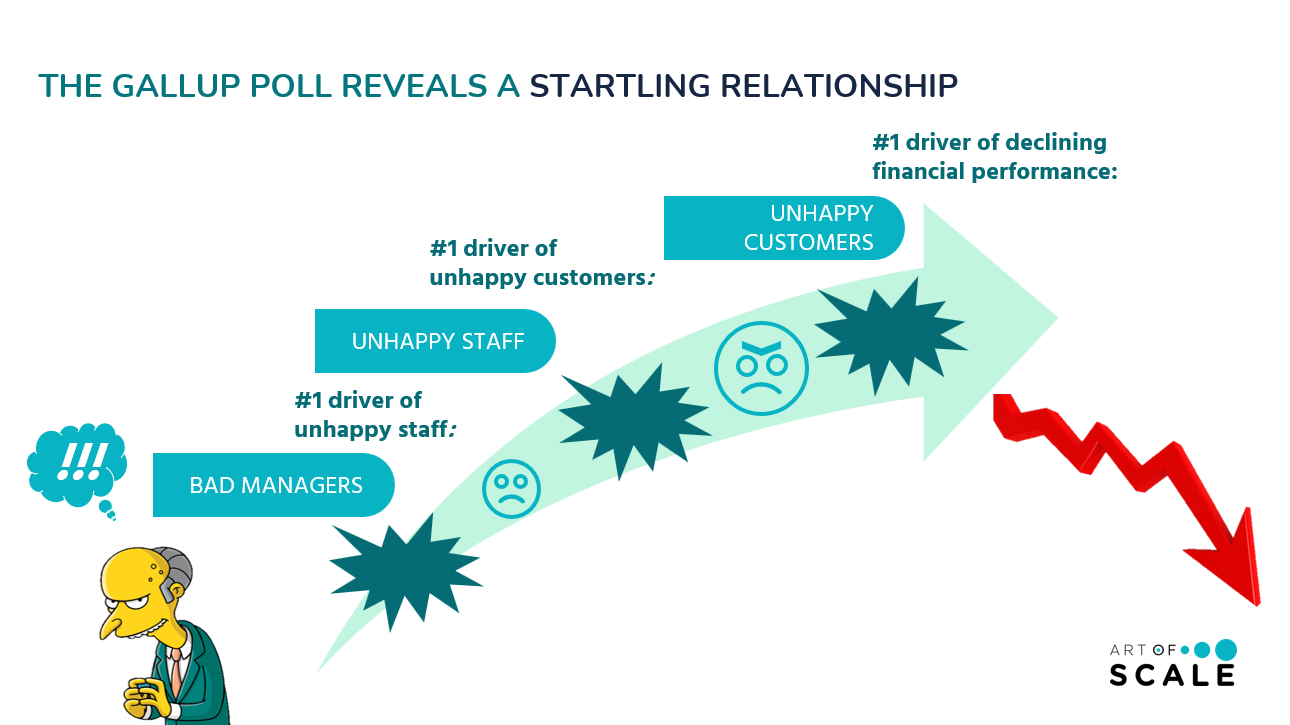 THE GALLUP POLL REVEALS A STARTLING RELATIONSHIP
#1 driver of declining
financial performance:
UNHAPPY
CUSTOMERS
#1 driver of
unhappy customers:
UNHAPPY STAFF
#1 driver of
unhappy staff:
!!!
BAD MANAGERS
ART OF
SCALE